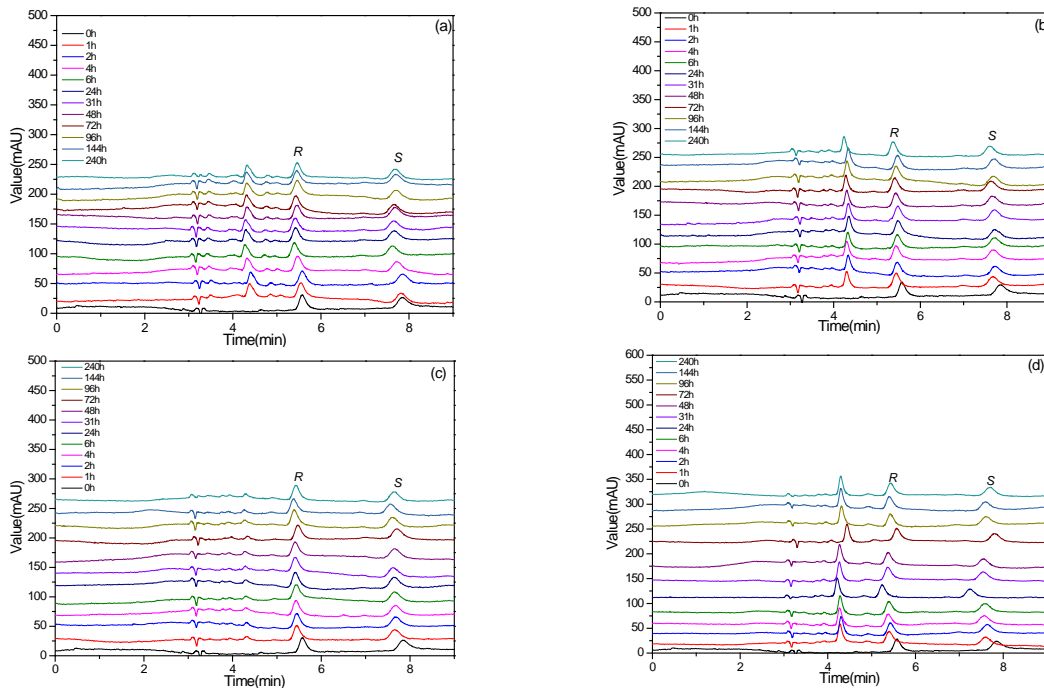 (a)
500
450
400
350
300
250
200
150
100
50
0
Value(mAU)
0h
1h
2h
4h
6h
24h
31h
48h
72h
96h
144h
240h
R
S
0 2 4 6 8
Time(min)
(b)
500
450
400
350
300
250
200
150
100
50
0
Value(mAU)
0h
1h
2h
4h
6h
24h
31h
48h
72h
96h
144h
240h
R
S
0 2 4 6 8
Time(min)
(c)
500
450
400
350
300
250
200
150
100
50
0
Value(mAU)
240h
144h
96h
72h
48h
31h
24h
6h
4h
2h
1h
0h
R
S
0 2 4 6 8
Time(min)
(d)
600
550
500
450
400
350
300
250
200
150
100
50
0
Value(mAU)
240h
144h
96h
72h
48h
31h
24h
6h
4h
2h
1h
0h
R
S
0 2 4 6 8
Time(min)